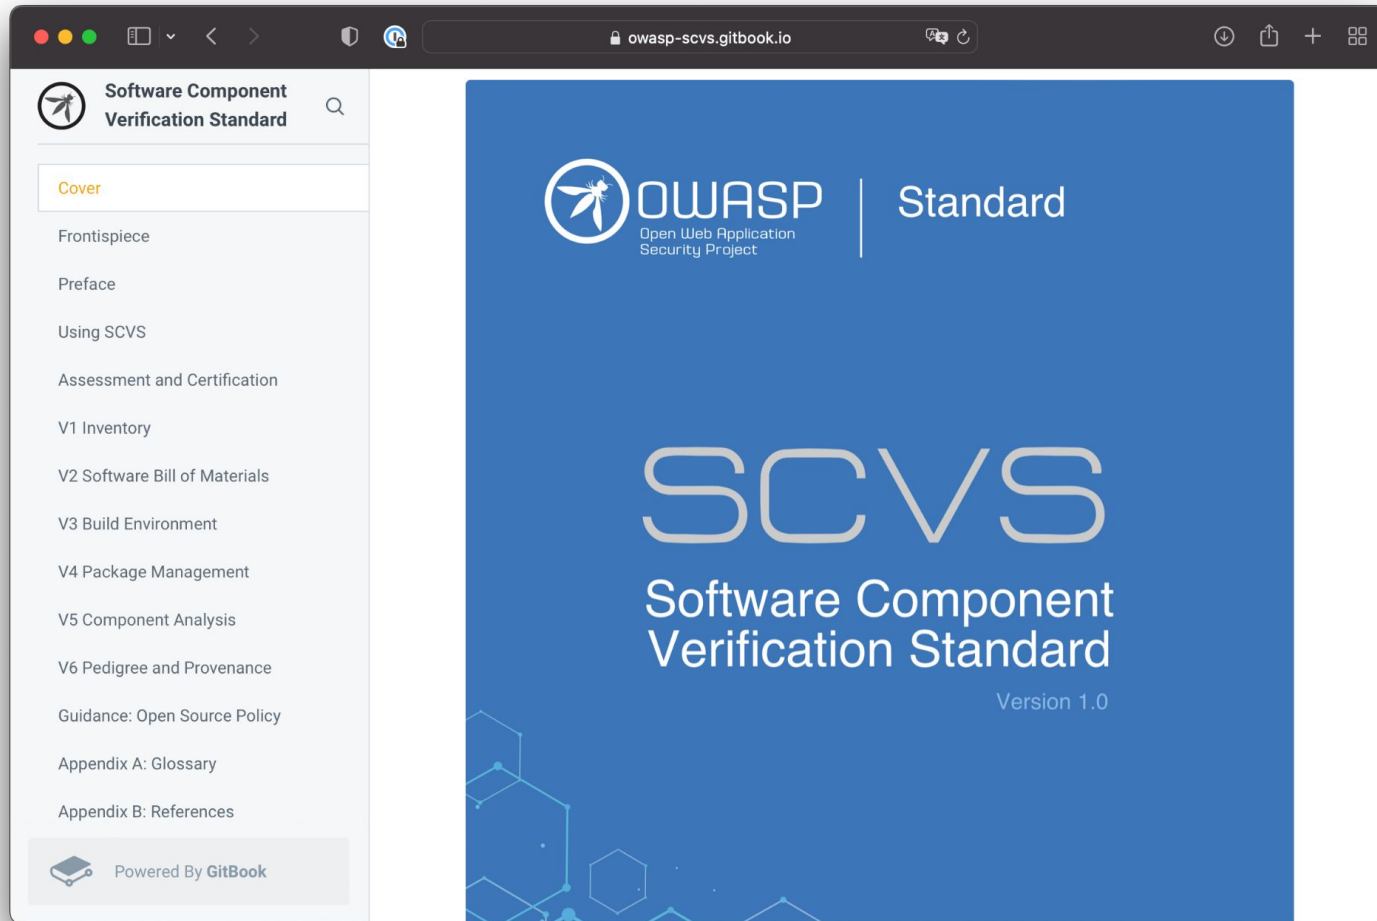 owasp-scvs.gitbook.io
Software Component
Verification Standard
Cover
Frontispiece
Preface
Using SCVS
Assessment and Certification
V1 Inventory
V2 Software Bill of Materials
V3 Build Environment
V4 Package Management
V5 Component Analysis
V6 Pedigree and Provenance
Guidance: Open Source Policy
Appendix A: Glossary
Appendix B: References
Powered By GitBook
OWASP
Open Web Application
Security Project
Standard
SCVS
Software Component
Verification Standard
Version 1.0